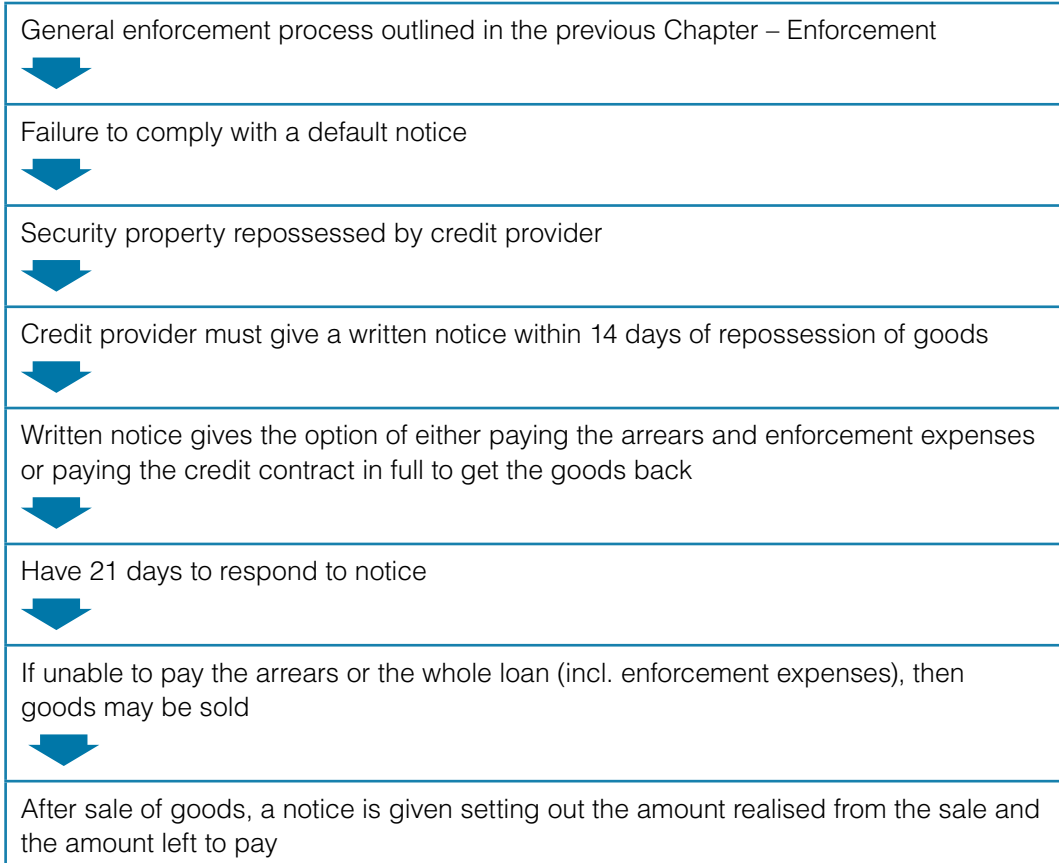 General enforcement process outlined in the previous Chapter – Enforcement
Failure to comply with a default notice
Security property repossessed by credit provider
Credit provider must give a written notice within 14 days of repossession of goods
Written notice gives the option of either paying the arrears and enforcement expenses
or paying the credit contract in full to get the goods back
Have 21 days to respond to notice
If unable to pay the arrears or the whole loan (incl. enforcement expenses), then
goods may be sold
After sale of goods, a notice is given setting out the amount realised from the sale and
the amount left to pay